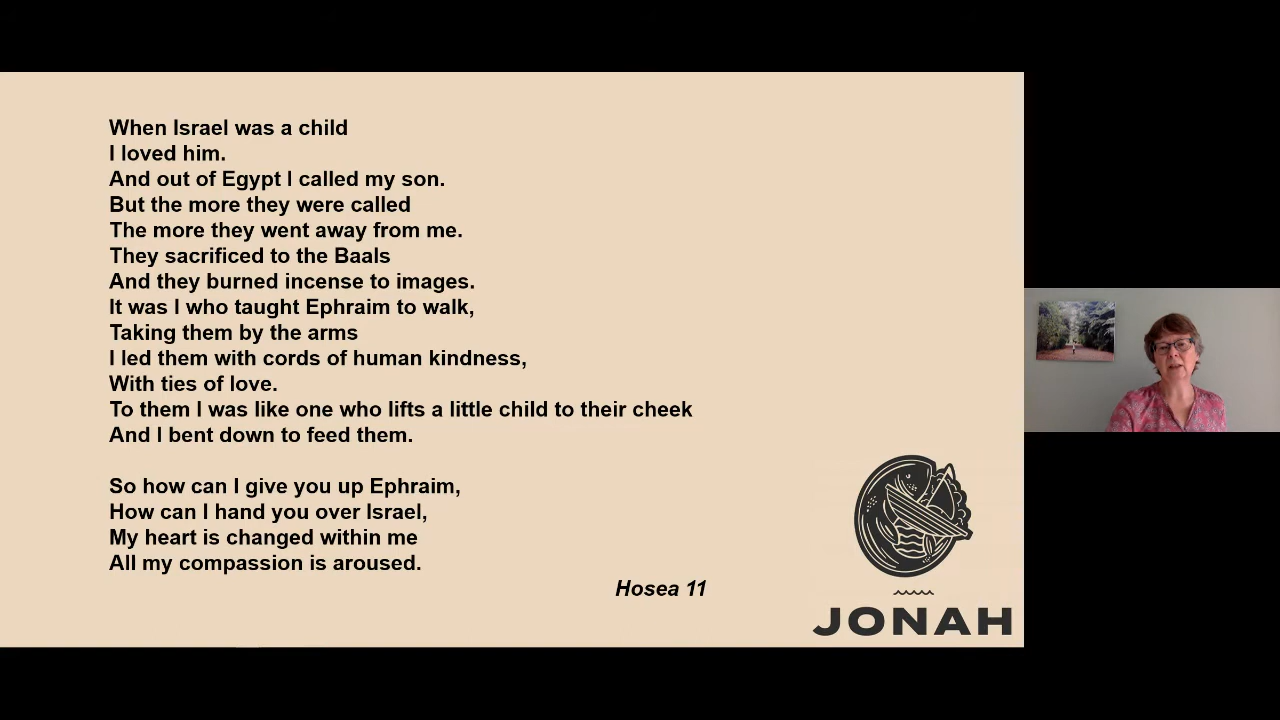 When Israel was a child
I loved him.
And out of Egypt I called my son.
But the more they were called
The more they went away from me.
They sacrificed to the Baals
And they burned incense to images.
It was I who taught Ephraim to walk,
Taking them by the arms
I led them with cords of human kindness,
With ties of love.
To them I was like one who lifts a little child to their cheek
And I bent down to feed them.
So how can I give you up Ephraim,
How can I hand you over Israel,
My heart is changed within me
All my compassion is aroused.
Hosea 11
JONAH